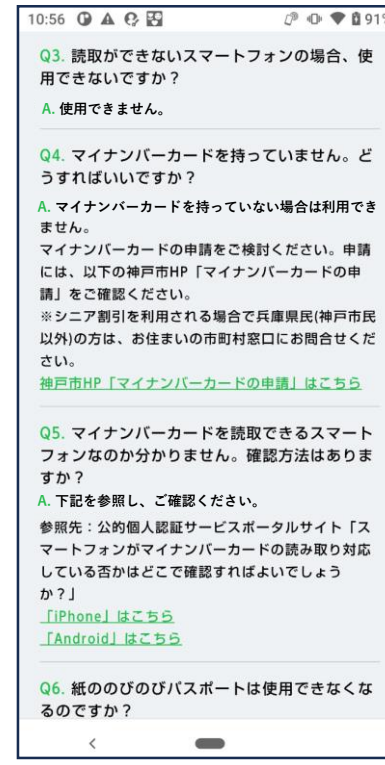 10:56
91%
Q3. 読取ができないスマートフォンの場合、使
用できないですか？
A. 使用できません。
Q4. マイナンバーカードを持っていません。ど
うすればいいですか？
A. マイナンバーカードを持っていない場合は利用でき
ません。
マイナンバーカードの申請をご検討ください。申請
には、以下の神戸市HP「マイナンバーカードの申
請」をご確認ください。
※シニア割引を利用される場合で兵庫県民(神戸市民
以外)の方は、お住まいの市町村窓口にお問合せくだ
さい。
神戸市HP「マイナンバーカードの申請」はこちら
Q5. マイナンバーカードを読取できるスマート
フォンなのか分かりません。確認方法はありま
すか？
A. 下記を参照し、ご確認ください。
参照先：公的個人認証サービスポータルサイト「ス
マートフォンがマイナンバーカードの読み取り対応
している否かはどこで確認すればよいでしょう
か？」
「iPhone」はこちら
「Android」はこちら
Q6. 紙ののびのびパスポートは使用できなくな
るのですか？